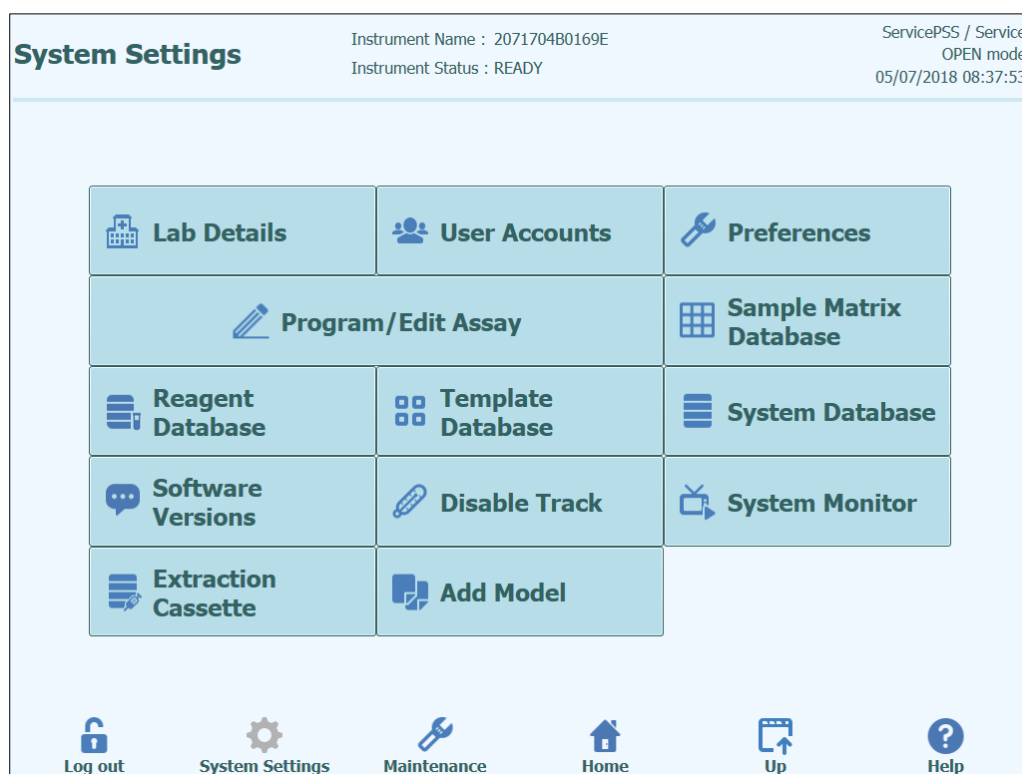 System Settings
Instrument Name : 2071704B0169E
Instrument Status : READY
ServicePSS / Service
OPEN mode
05/07/2018 08:37:53
Lab Details
User Accounts
Preferences
Program/Edit Assay
Sample Matrix
Database
Reagent
Database
Template
Database
System Database
Software
Versions
Disable Track
System Monitor
Extraction
Cassette
Add Model
Log out
System Settings
Maintenance
Home
Up
Help